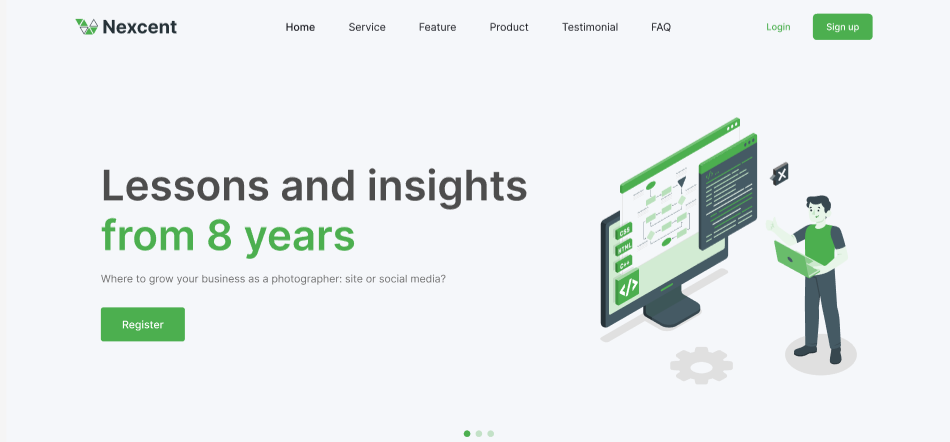 Nexcent
Home Service Feature Product Testimonial FAQ
Login Sign up
Lessons and insights
from 8 years
Where to grow your business as a photographer: site or social media?
Register
CSS
HTML
C++
</>